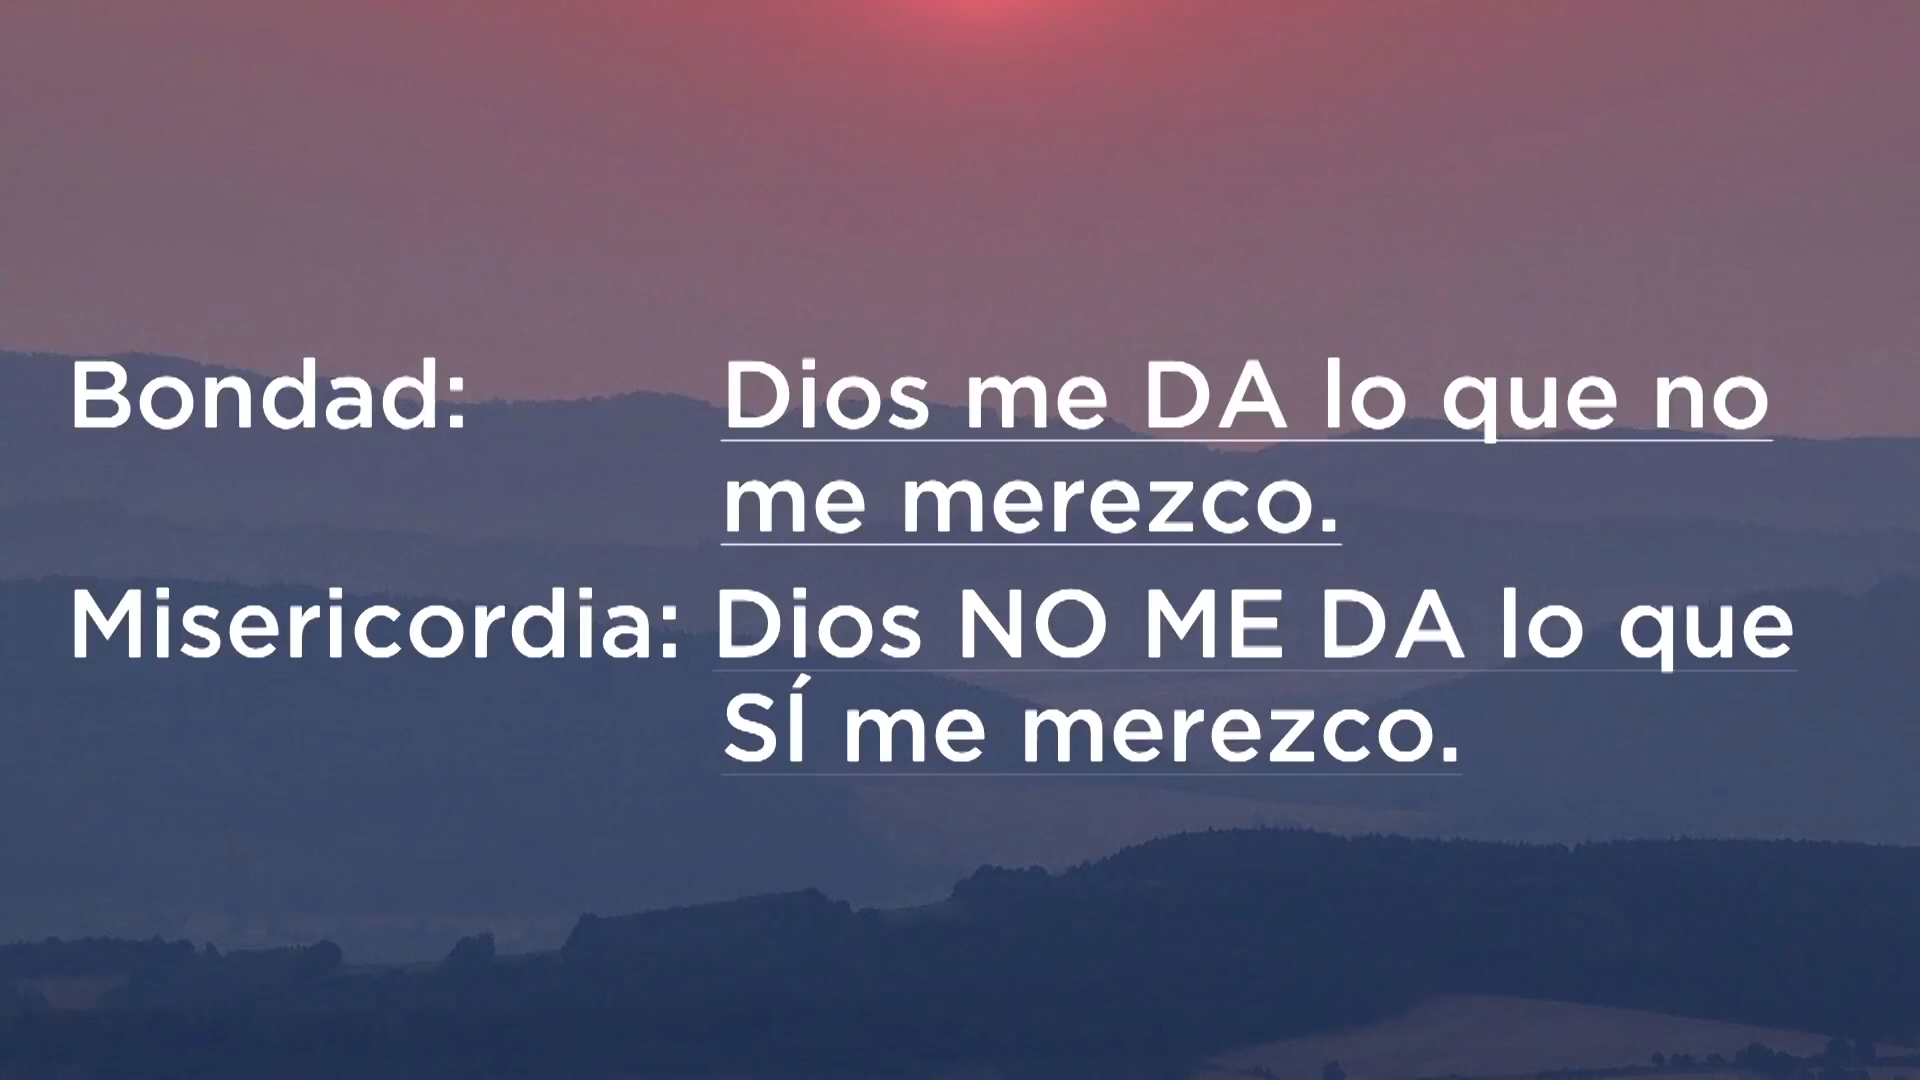 Bondad: Dios me DA lo que no
me merezco.
Misericordia: Dios NO ME DA lo que
SÍ me merezco.